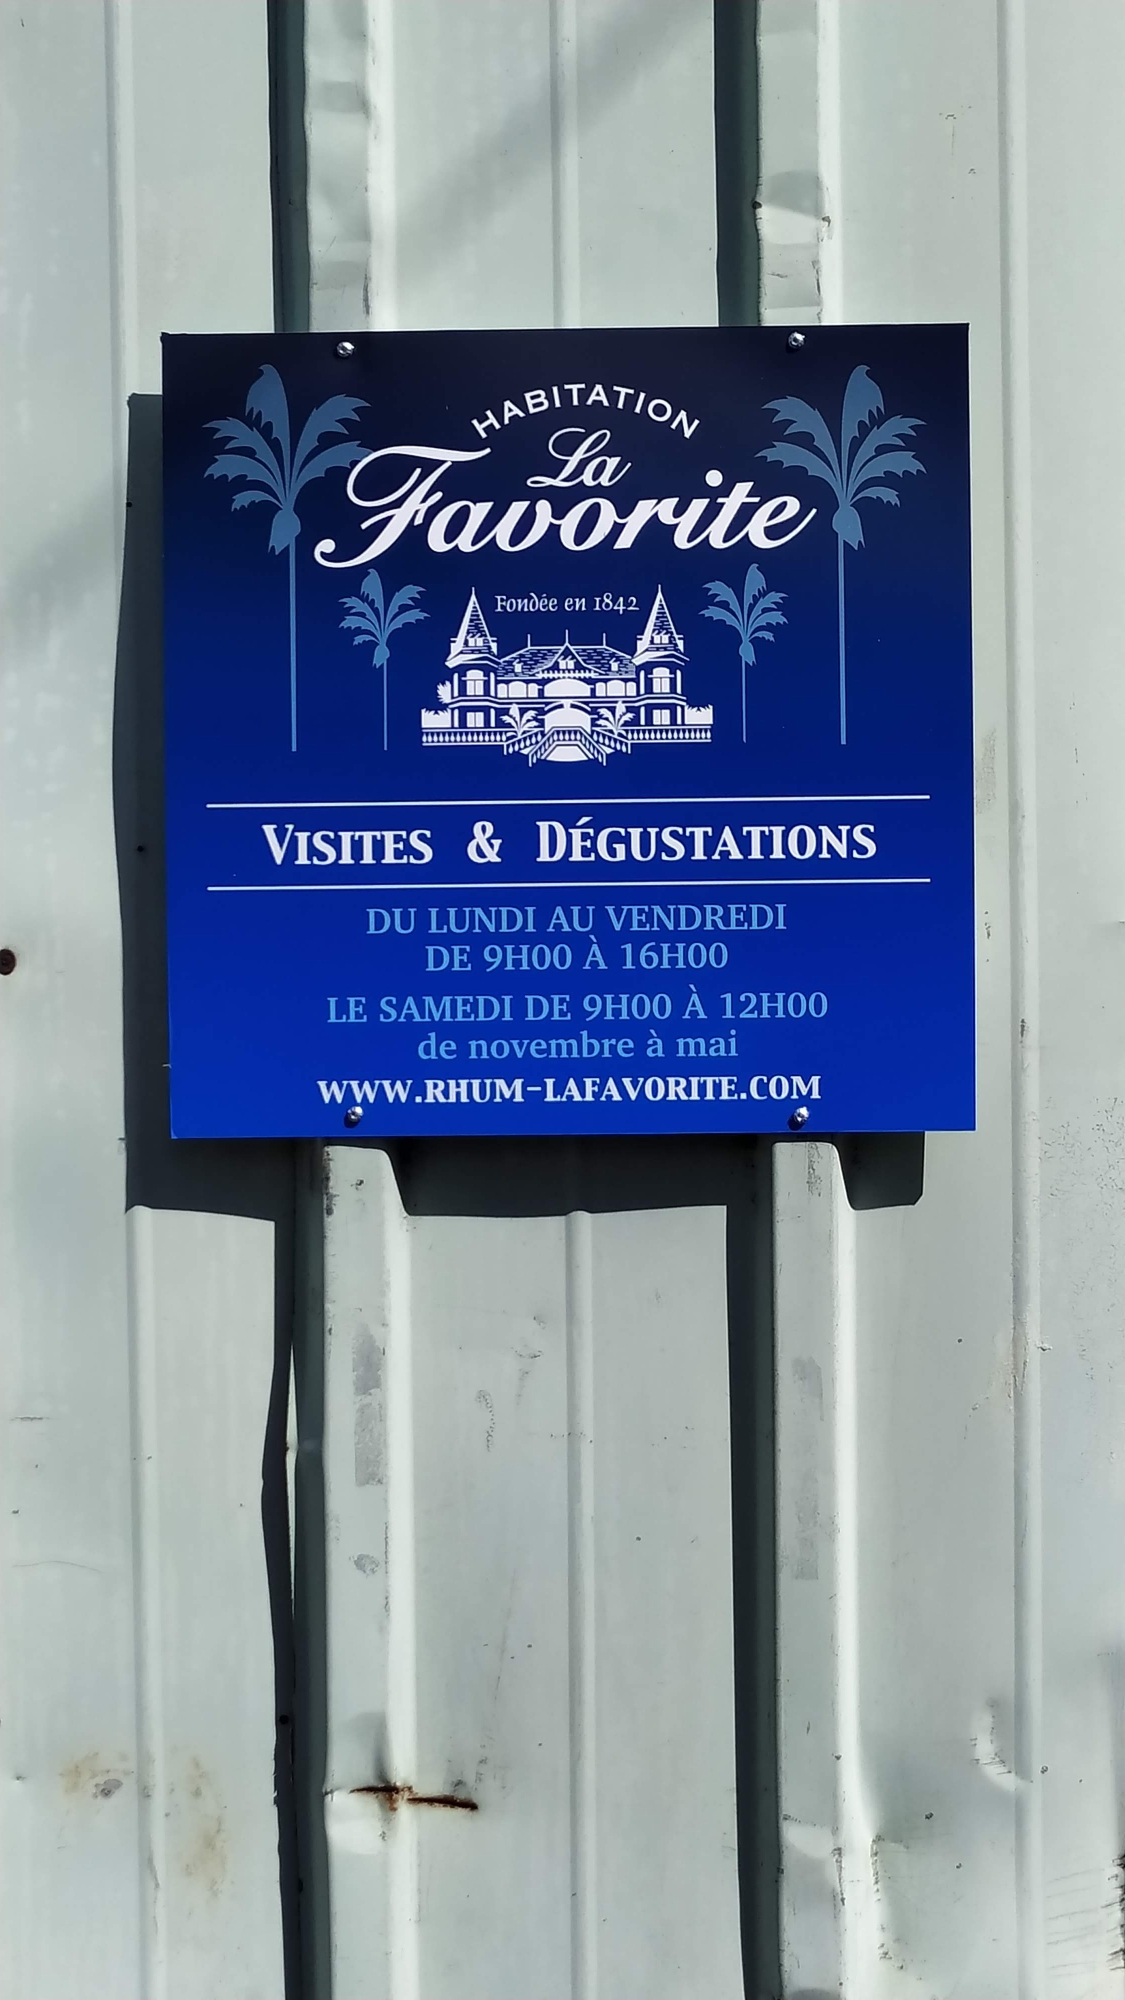 HABITATION
La
Favorite
Fondée en 1842
VISITES & DÉGUSTATIONS
DU LUNDI AU VENDREDI
DE 9H00 À 16H00
LE SAMEDI DE 9H00 À 12H00
de novembre à mai
WWW.RHUM-LAFAVORITE.COM